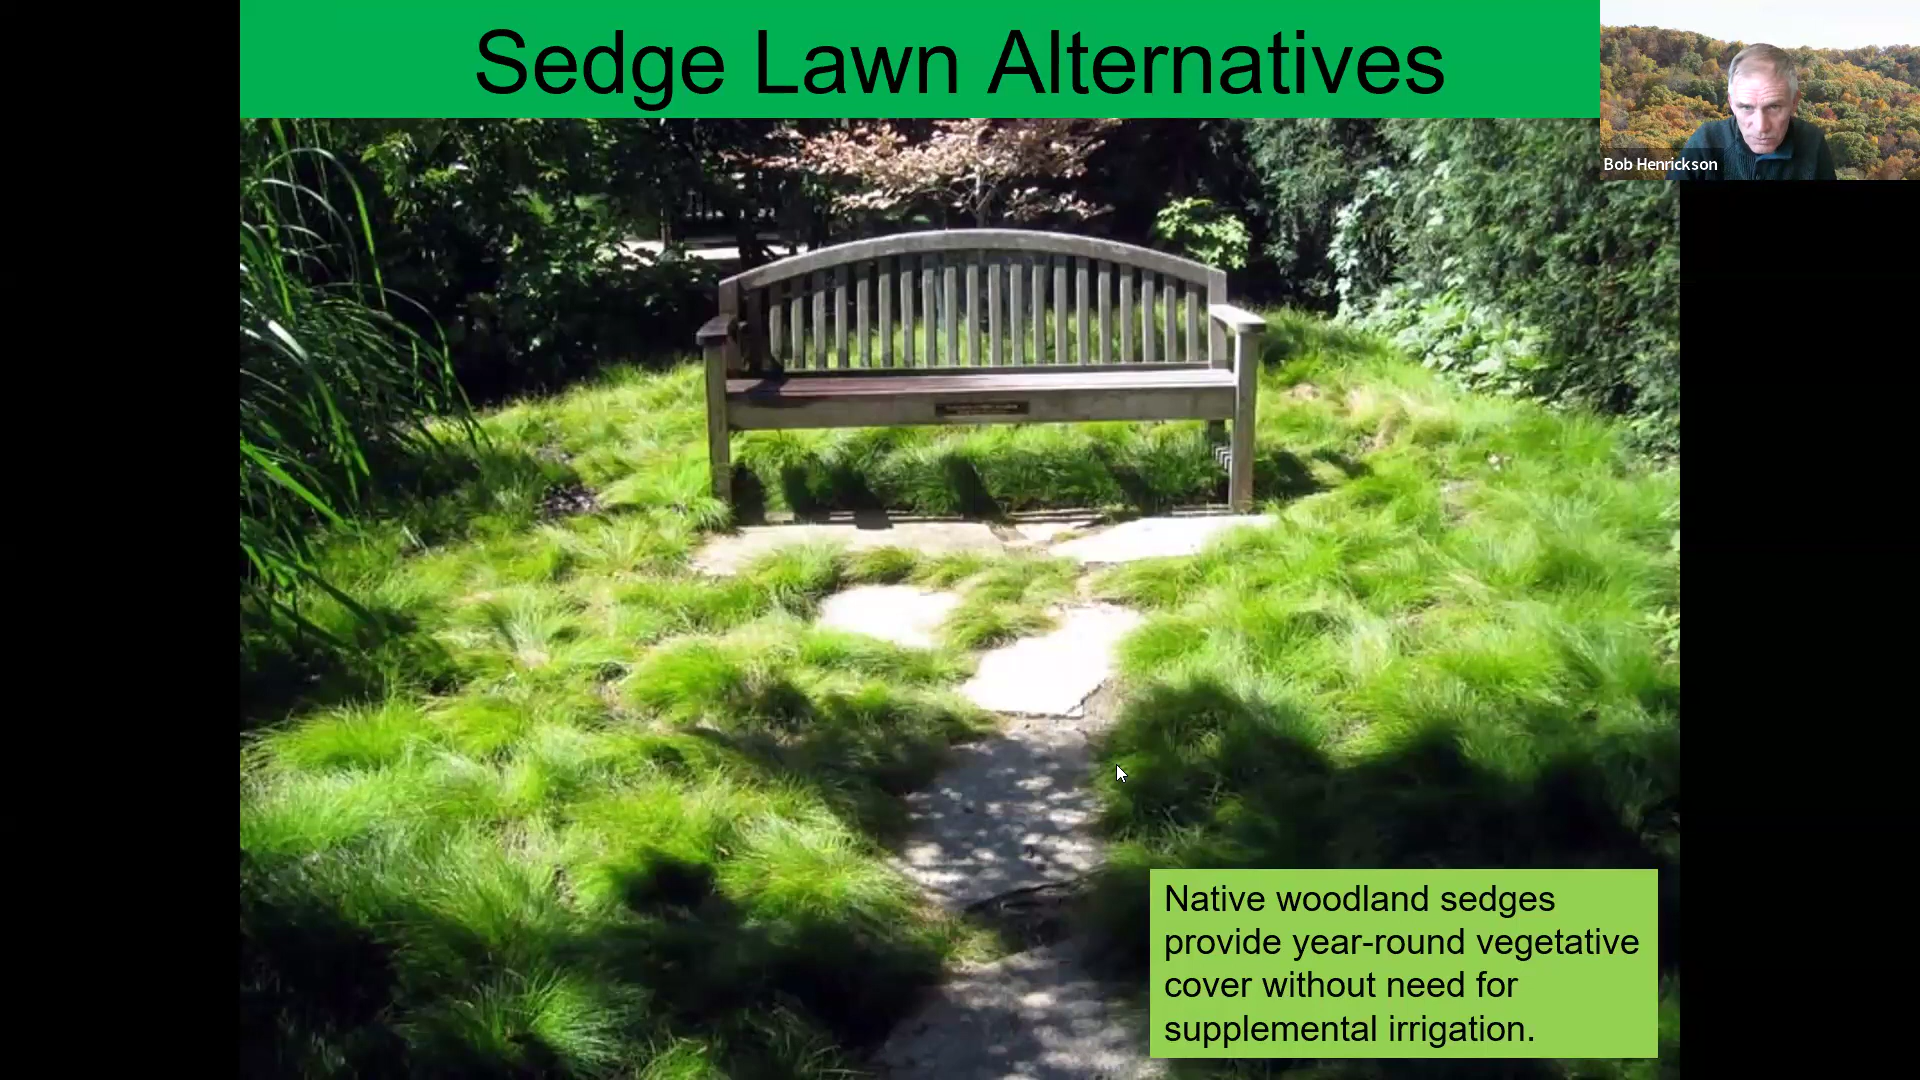 Sedge Lawn Alternatives
Bob Henrickson
Native woodland sedges
provide year-round vegetative
cover without need for
supplemental irrigation.